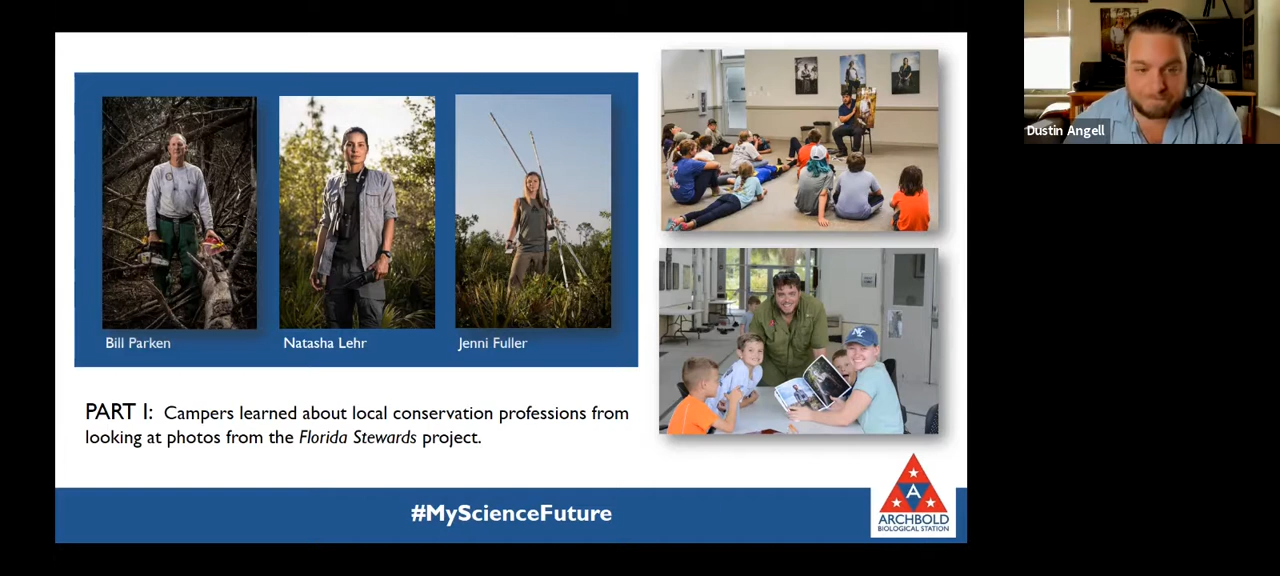 Dustin Angell
Bill Parken
Natasha Lehr
Jenni Fuller
PART I: Campers learned about local conservation professions from
looking at photos from the Florida Stewards project.
#MyScienceFuture
A
ARCHBOLD
BIOLOGICAL STATION